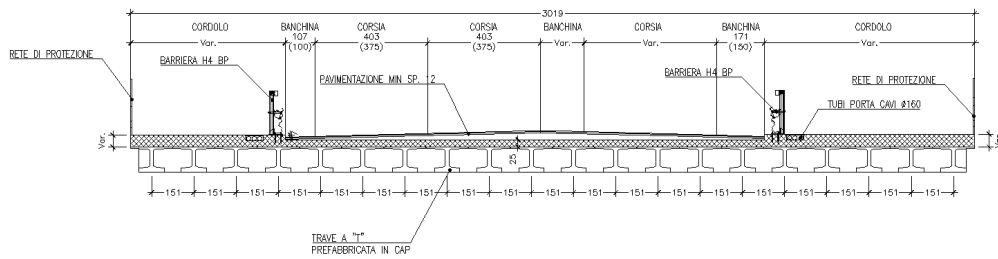 3019
CORDOLO BANCHINA CORSIA CORSIA BANCHINA CORSIA BANCHINA CORDOLO
Var. 107 403 403 Var. Var. 171 Var.
(100) (375) (375) (160)
RETE DI PROTEZIONE
BARRIERA H4 BP
PAVIMENTAZIONE MIN SP. 12
BARRIERA H4 BP
RETE DI PROTEZIONE
TUBI PORTA CAVI Ø160
Var.
Var.
25
151 151 151 151 151 151 151 151 151 151 151 151 151 151 151 151 151 151 151
TRAVE A "T"
PREFABBRICATA IN CAP